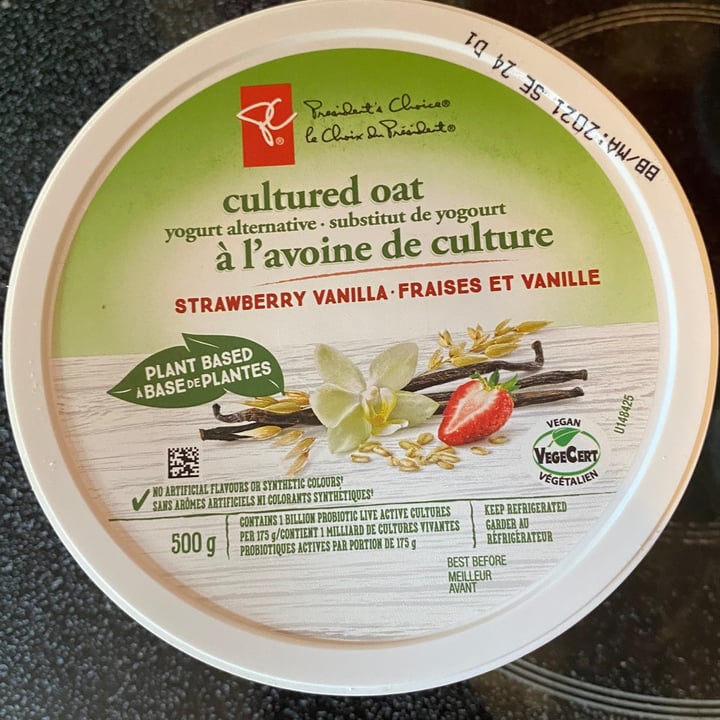 BB/MA:2021 SE 24 D1
PC®
President's Choice®
le Choix du Président®
cultured oat
yogurt alternative · substitut de yogourt
à l'avoine de culture
STRAWBERRY VANILLA · FRAISES ET VANILLE
PLANT BASED
À BASE DE PLANTES
U148425
VEGAN
VEGECERT
VÉGÉTALIEN
NO ARTIFICIAL FLAVOURS OR SYNTHETIC COLOURS†
SANS ARÔMES ARTIFICIELS NI COLORANTS SYNTHÉTIQUES†
500 g
CONTAINS 1 BILLION PROBIOTIC LIVE ACTIVE CULTURES
PER 175 g/CONTIENT 1 MILLIARD DE CULTURES VIVANTES
PROBIOTIQUES ACTIVES PAR PORTION DE 175 g
KEEP REFRIGERATED
GARDER AU
RÉFRIGÉRATEUR
BEST BEFORE
MEILLEUR
AVANT